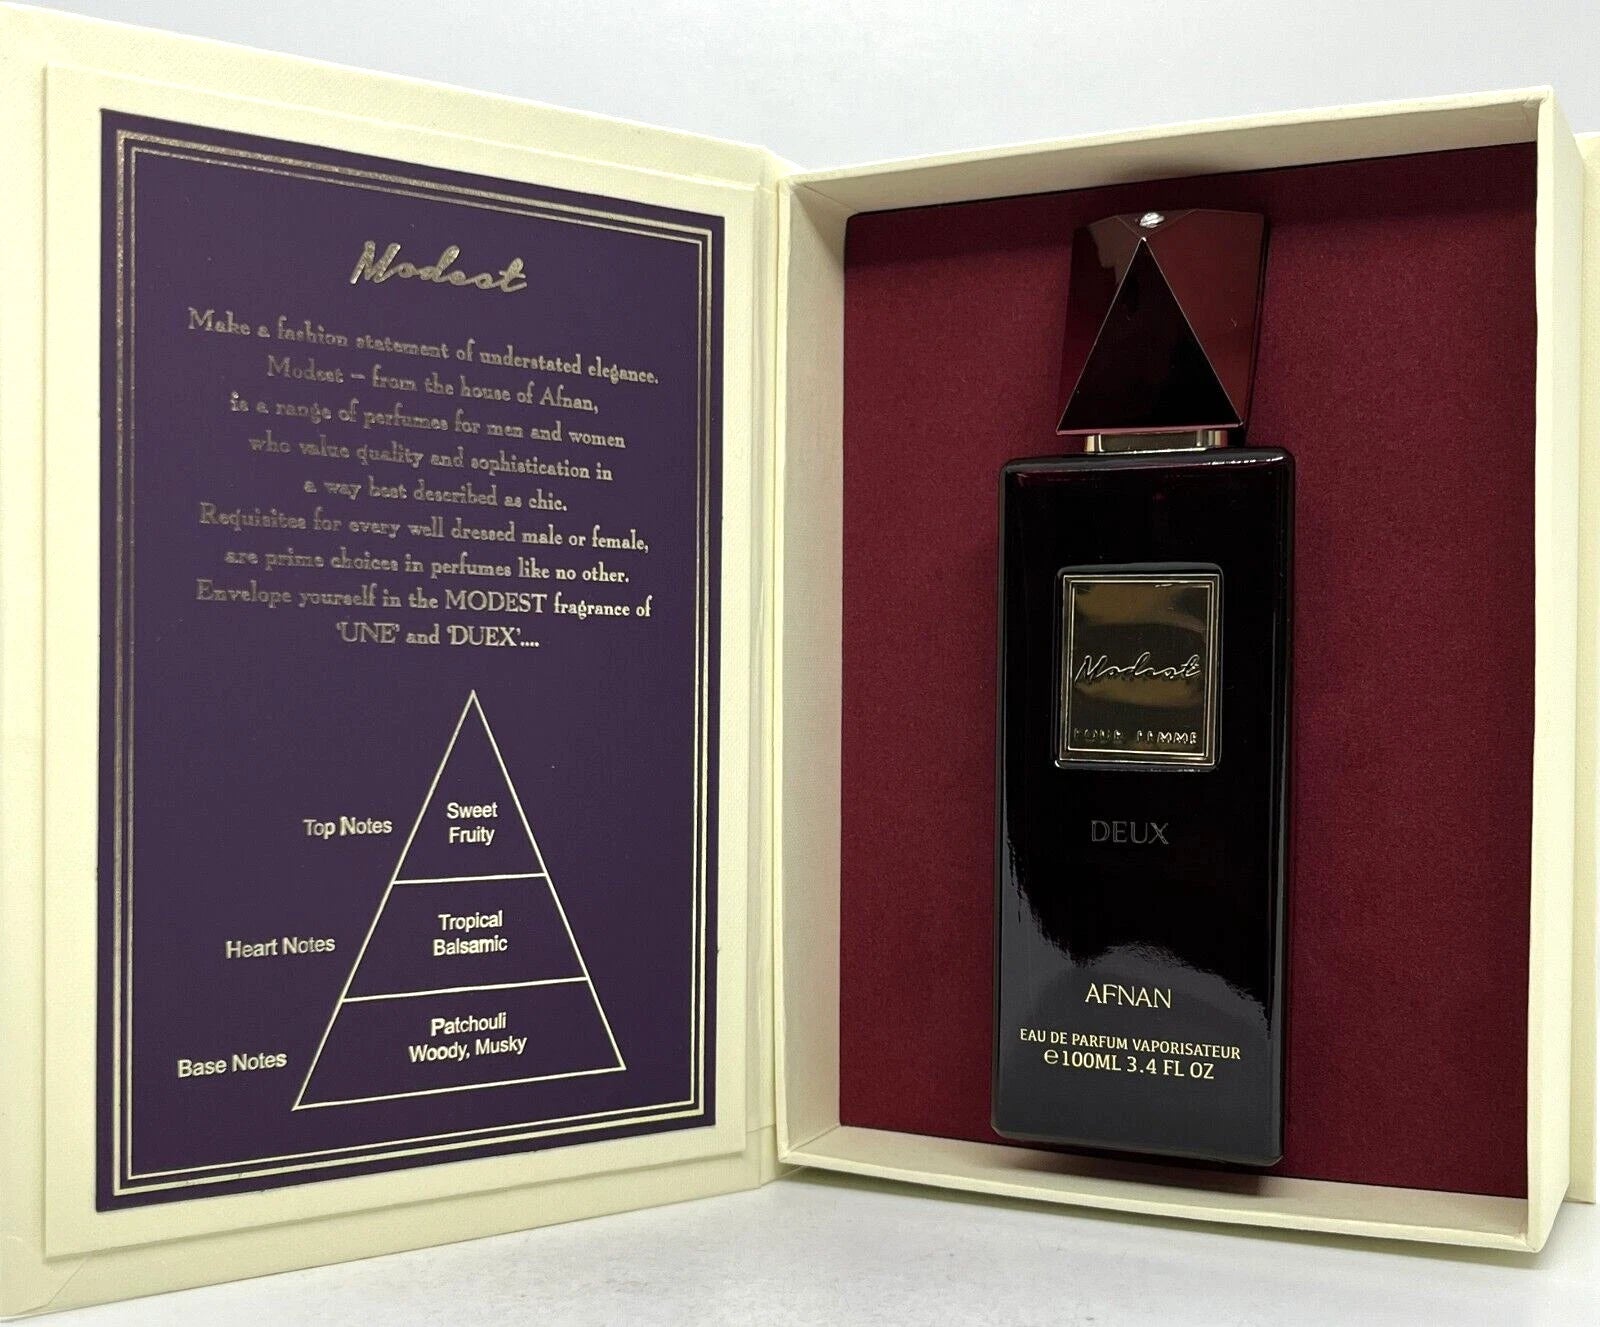 Modest
Make a fashion statement of understated elegance.
Modest – from the house of Afnan,
is a range of perfumes for men and women
who value quality and sophistication in
a way best described as chic.
Requisites for every well dressed male or female,
are prime choices in perfumes like no other.
Envelope yourself in the MODEST fragrance of
'UNE' and 'DUEX'....
Top Notes
Sweet
Fruity
Heart Notes
Tropical
Balsamic
Base Notes
Patchouli
Woody, Musky
Modest
POUR FEMME
DEUX
AFNAN
EAU DE PARFUM VAPORISATEUR
℮100ML 3.4 FL OZ